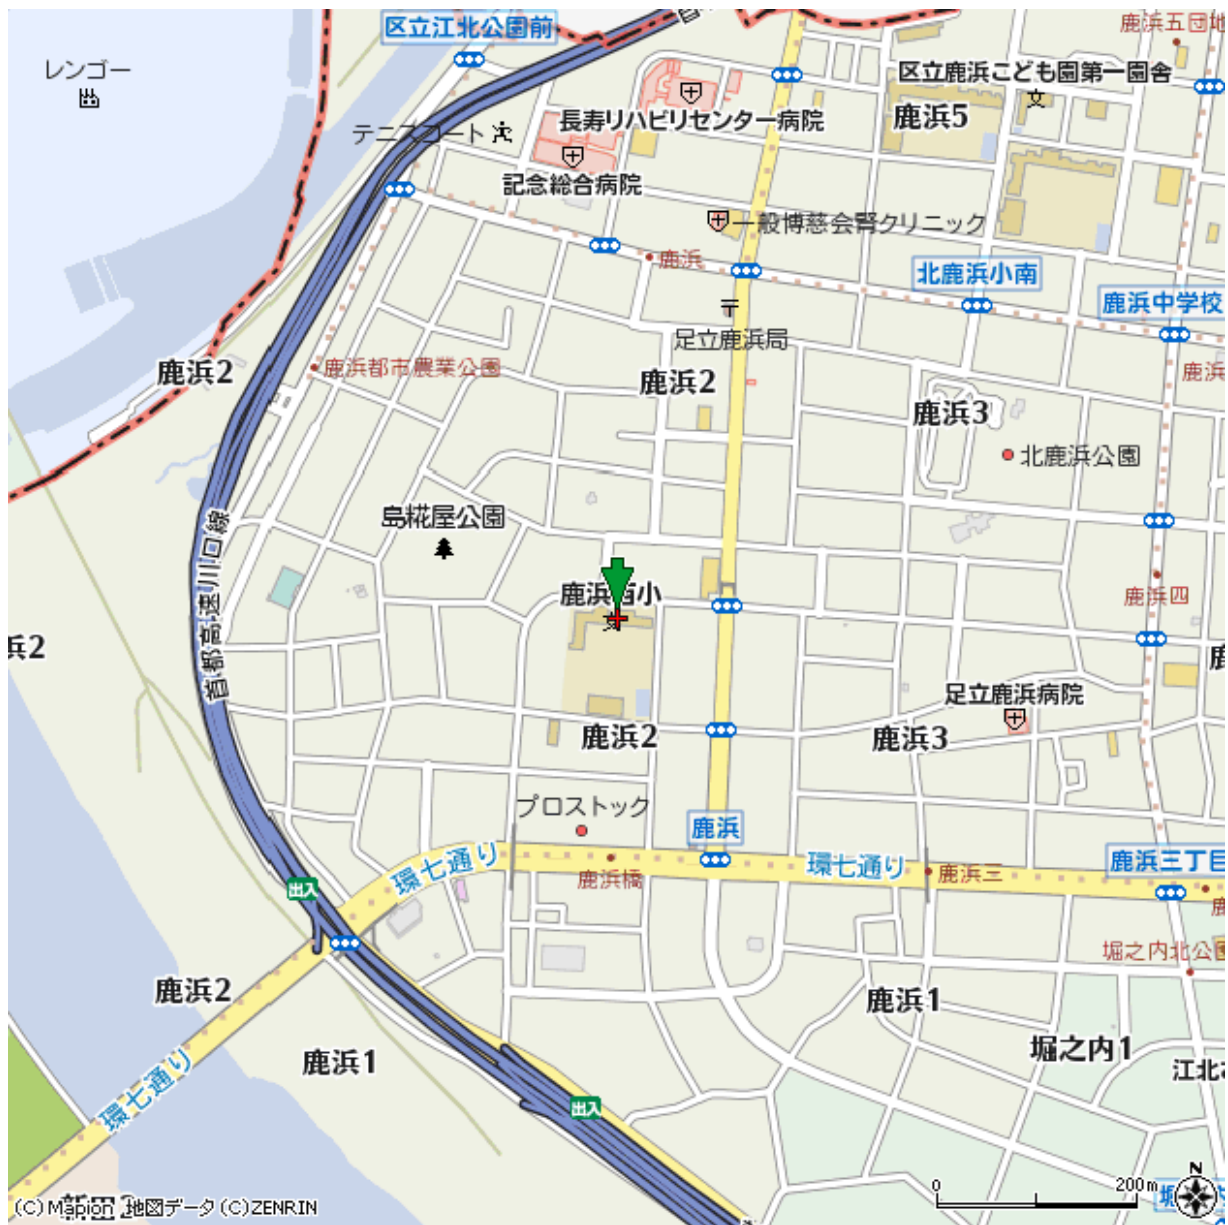 区立江北公園前
鹿浜五団地
レンゴー
区立鹿浜こども園第一園舎
長寿リハビリセンター病院
鹿浜5
テニスコート
記念総合病院
一般博慈会腎クリニック
鹿浜
北鹿浜小南
鹿浜中学校
足立鹿浜局
鹿浜2
鹿浜都市農業公園
鹿浜2
鹿浜
鹿浜3
北鹿浜公園
島糀屋公園
首都高速川口線
鹿浜西小
鹿浜四
浜2
足立鹿浜病院
鹿浜2
鹿浜3
プロストック
鹿浜
環七通り
環七通り
鹿浜三丁目
鹿浜橋
鹿浜三
出入
堀之内北公園
鹿浜2
鹿浜1
堀之内1
鹿浜1
江北
環七通り
出入
0
200m
N
新田2
(C)Mapion 地図データ(C)ZENRIN